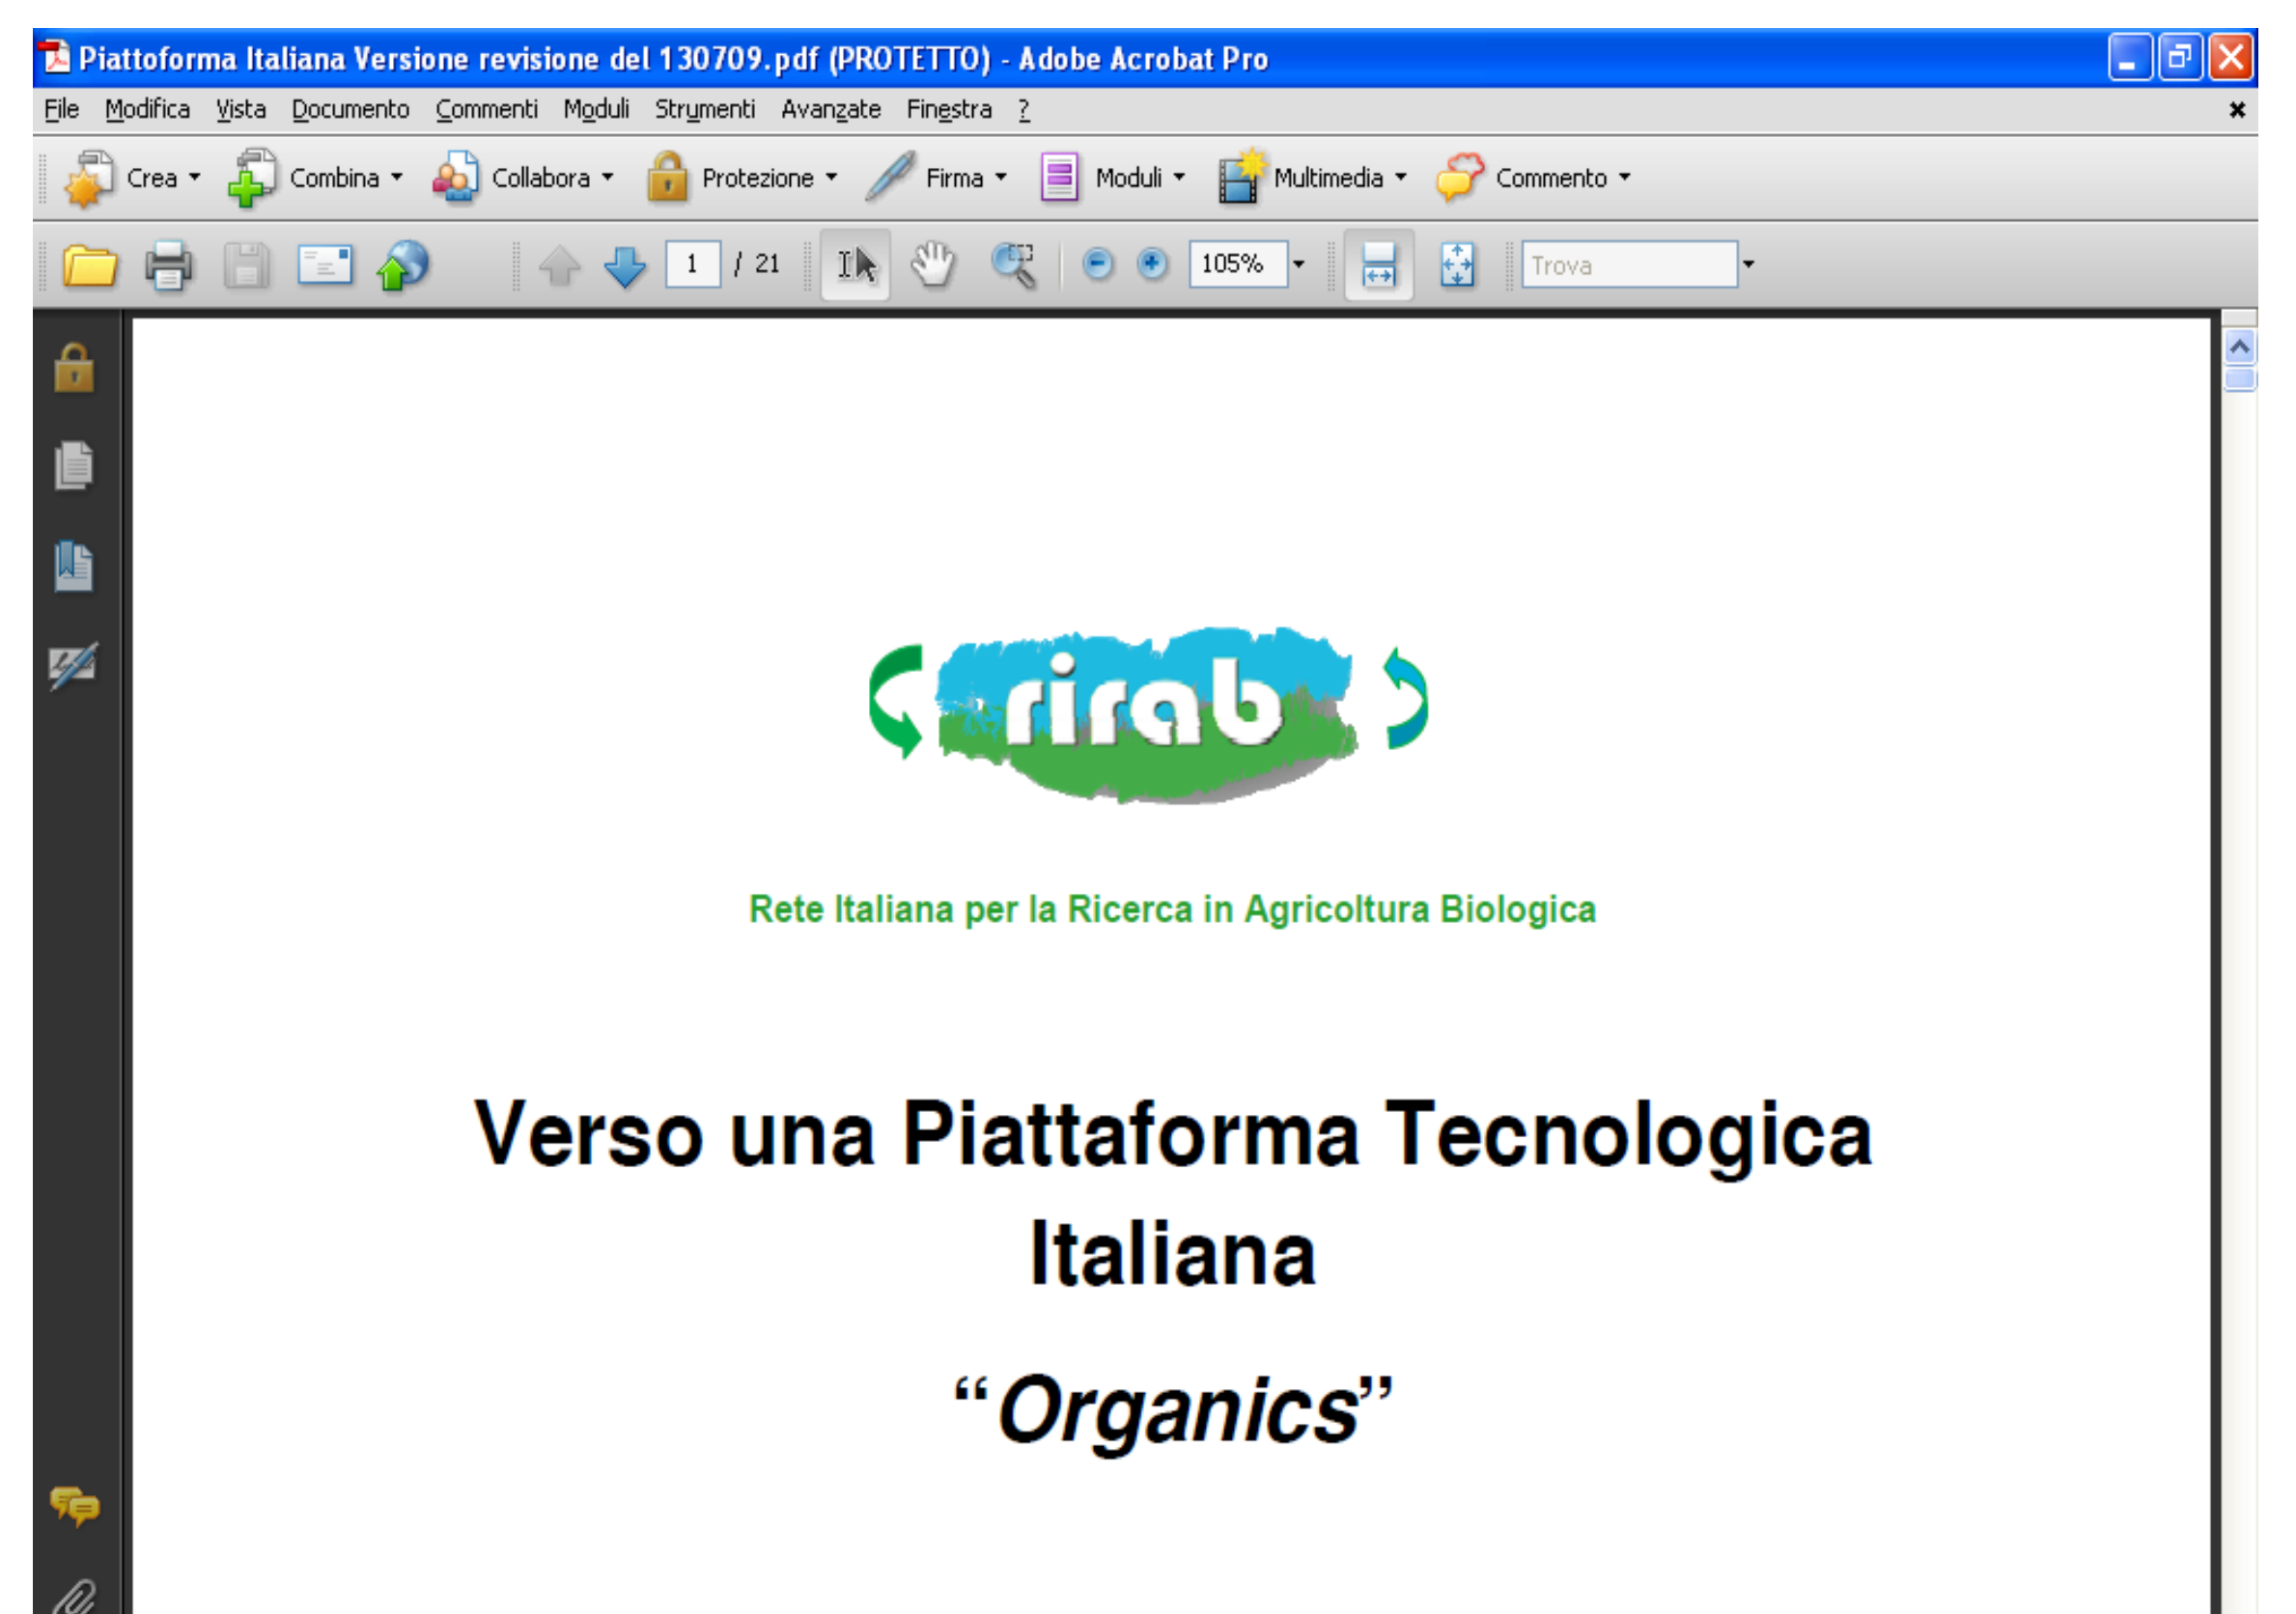 Piattoforma Italiana Versione revisione del 130709.pdf (PROTETTO) - Adobe Acrobat Pro
File Modifica Vista Documento Commenti Moduli Strumenti Avanzate Finestra ?
Crea Combina Collabora Protezione Firma Moduli Multimedia Commento
1 / 21 105% Trova
rirab
Rete Italiana per la Ricerca in Agricoltura Biologica
Verso una Piattaforma Tecnologica
Italiana
“Organics”